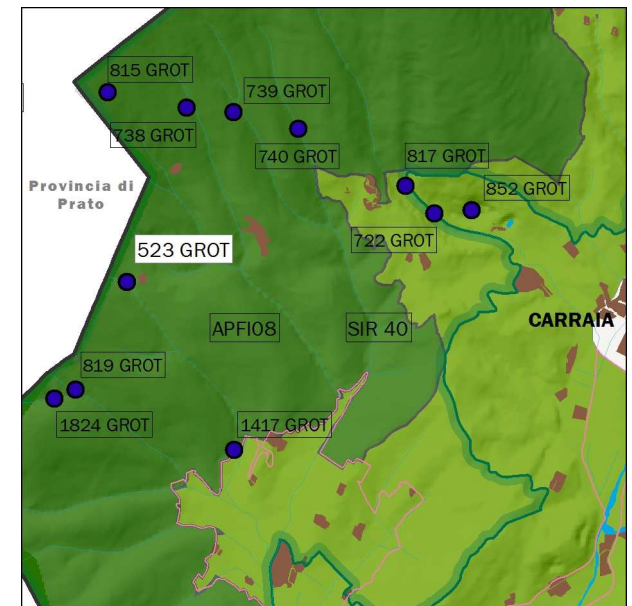 815 GROT
739 GROT
738 GROT
740 GROT
817 GROT
Provincia di
Prato
852 GROT
722 GROT
523 GROT
APFI08
SIR 40
CARRAIA
819 GROT
1824 GROT
1417 GROT